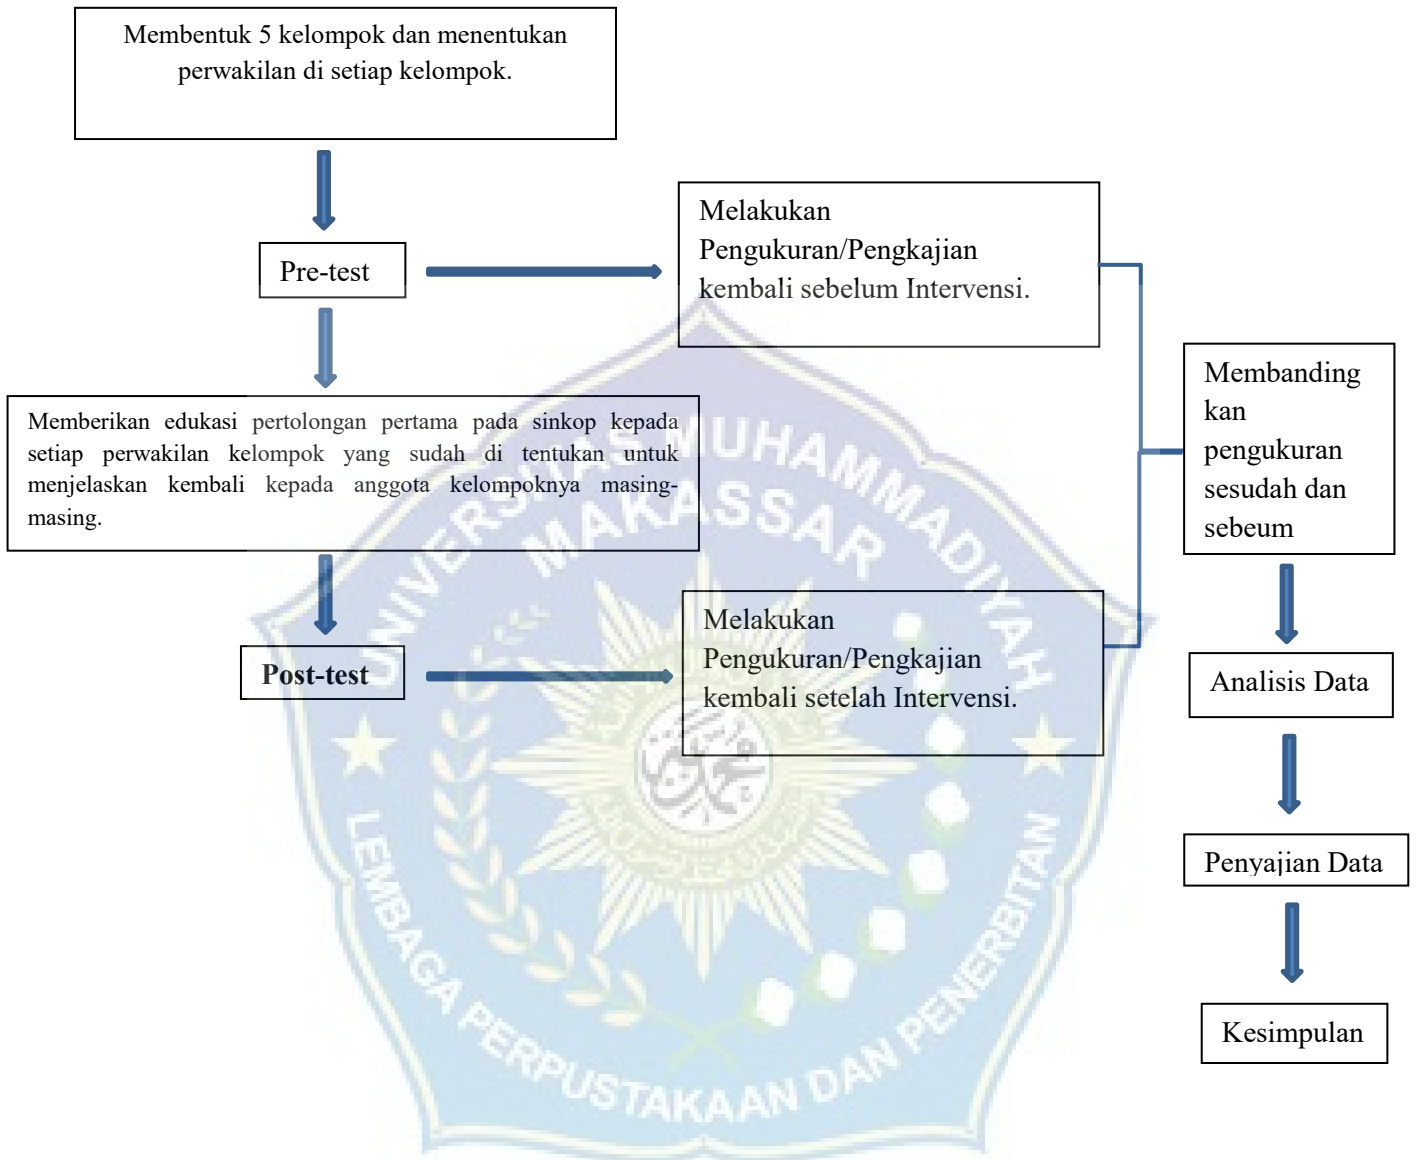 Membentuk 5 kelompok dan menentukan
perwakilan di setiap kelompok.
Pre-test
Melakukan
Pengukuran/Pengkajian
kembali sebelum Intervensi.
Memberikan edukasi pertolongan pertama pada sinkop kepada
setiap perwakilan kelompok yang sudah di tentukan untuk
menjelaskan kembali kepada anggota kelompoknya masing-
masing.
Post-test
Melakukan
Pengukuran/Pengkajian
kembali setelah Intervensi.
Membanding
kan
pengukuran
sesudah dan
sebeum
Analisis Data
Penyajian Data
Kesimpulan
UNIVERSITAS MUHAMMADIYAH
MAKASSAR
LEMBAGA PERPUSTAKAAN DAN PENERBITAN